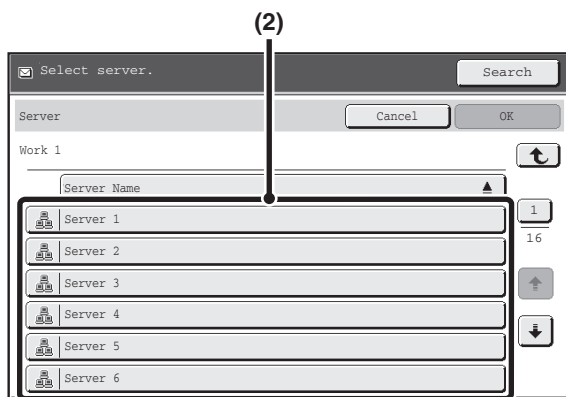 (2)
Select server.
Search
Server
Cancel
OK
Work 1
Server Name
Server 1
1
16
Server 2
Server 3
Server 4
Server 5
Server 6